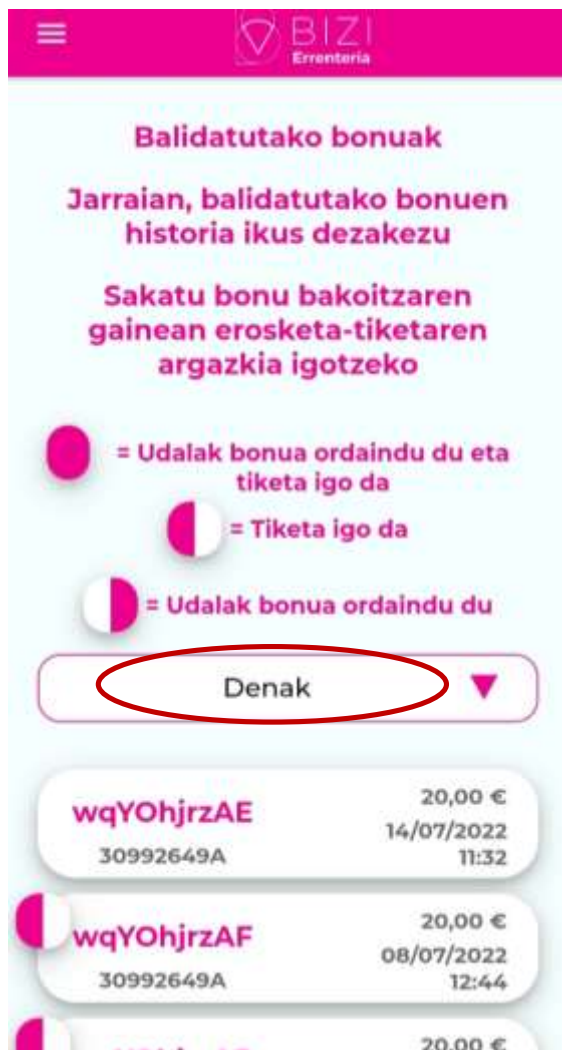 BIZI
Errenteria
Balidatutako bonuak
Jarraian, balidatutako bonuen
historia ikus dezakezu
Sakatu bonu bakoitzaren
gainean erosketa-tiketaren
argazkia igotzeko
= Udalak bonua ordaindu du eta
tiketa igo da
= Tiketa igo da
= Udalak bonua ordaindu du
Denak
wqYOhjrzAE
20,00 €
14/07/2022
30992649A
11:32
wqYOhjrzAF
20,00 €
08/07/2022
30992649A
12:44
20,00 €